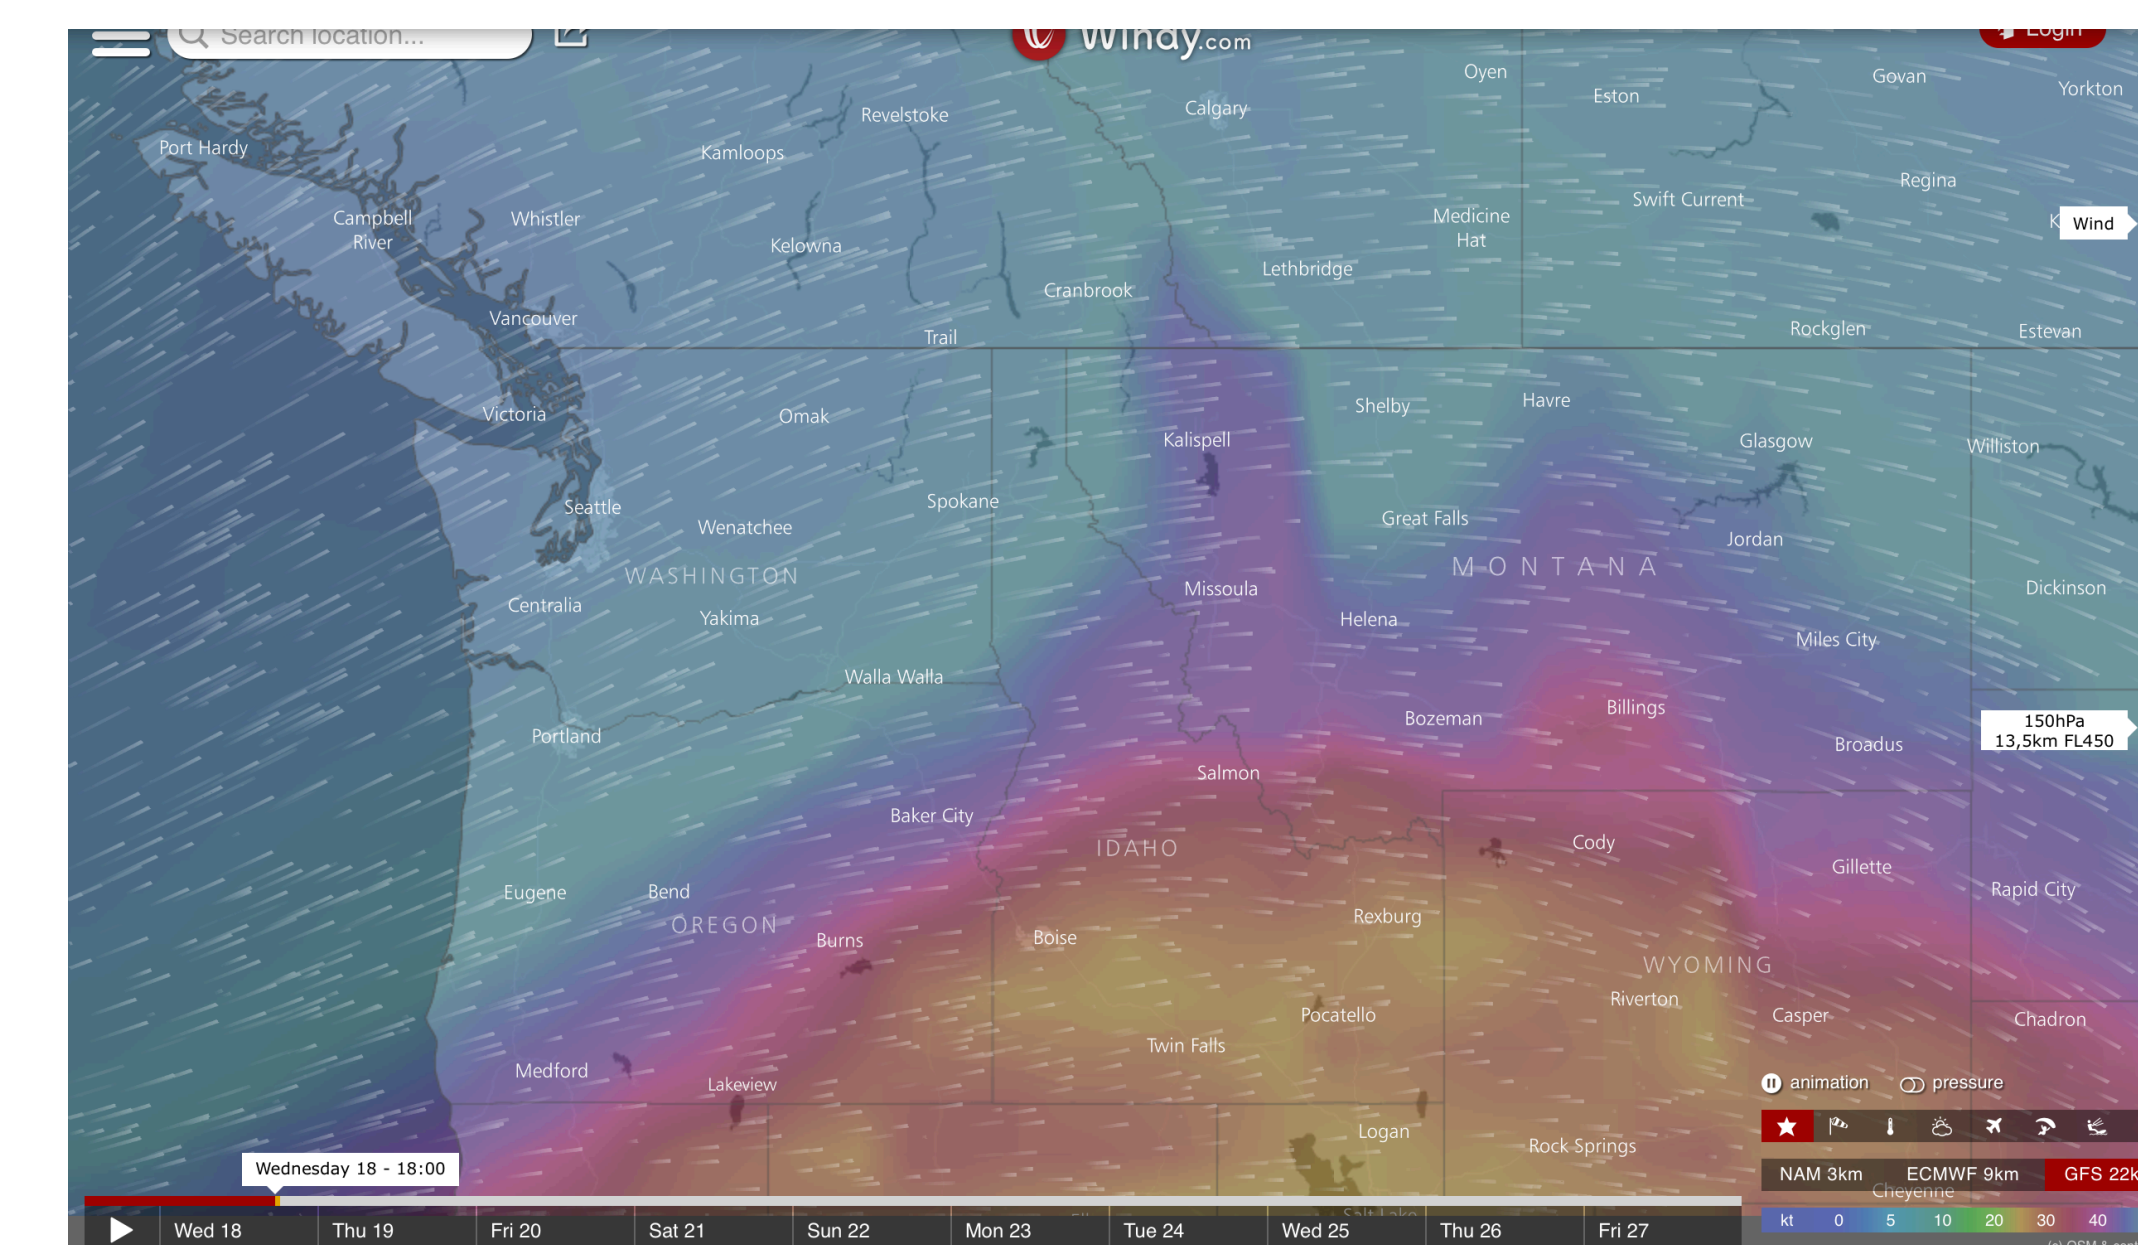 Search location...
Windy.com
Login
Oyen
Govan
Eston
Yorkton
Revelstoke
Calgary
Port Hardy
Kamloops
Regina
Swift Current
Campbell
River
Whistler
Medicine
Hat
K
Wind
Kelowna
Lethbridge
Cranbrook
Vancouver
Trail
Rockglen
Estevan
Victoria
Omak
Shelby
Havre
Kalispell
Glasgow
Williston
Seattle
Spokane
Wenatchee
Great Falls
Jordan
MONTANA
WASHINGTON
Missoula
Dickinson
Centralia
Yakima
Helena
Miles City
Walla Walla
Bozeman
Billings
Portland
Broadus
150hPa
13,5km FL450
Salmon
Baker City
IDAHO
Cody
Gillette
Eugene
Bend
Rapid City
OREGON
Burns
Boise
Rexburg
WYOMING
Riverton
Pocatello
Casper
Chadron
Twin Falls
Medford
Lakeview
animation pressure
Logan
Rock Springs
Wednesday 18 - 18:00
NAM 3km ECMWF 9km GFS 22k
Cheyenne
Salt Lake
kt 0 5 10 20 30 40
Wed 18 Thu 19 Fri 20 Sat 21 Sun 22 Mon 23 Tue 24 Wed 25 Thu 26 Fri 27